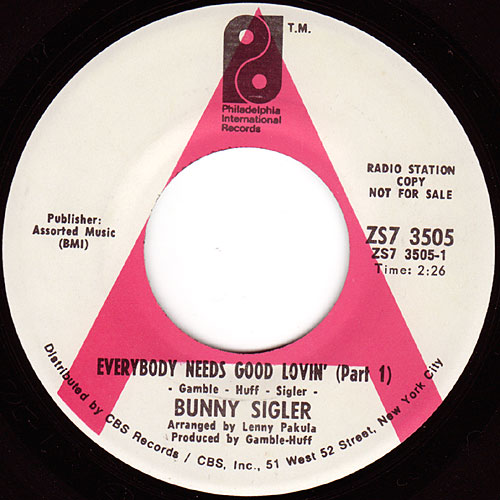 T.M.
Philadelphia
International
Records
RADIO STATION
COPY
NOT FOR SALE
Publisher:
Assorted Music
(BMI)
ZS7 3505
ZS7 3505-1
Time: 2:26
EVERYBODY NEEDS GOOD LOVIN' (Part 1)
- Gamble - Huff - Sigler -
BUNNY SIGLER
Arranged by Lenny Pakula
Produced by Gamble-Huff
Distributed by CBS Records / CBS, Inc., 51 West 52 Street, New York City